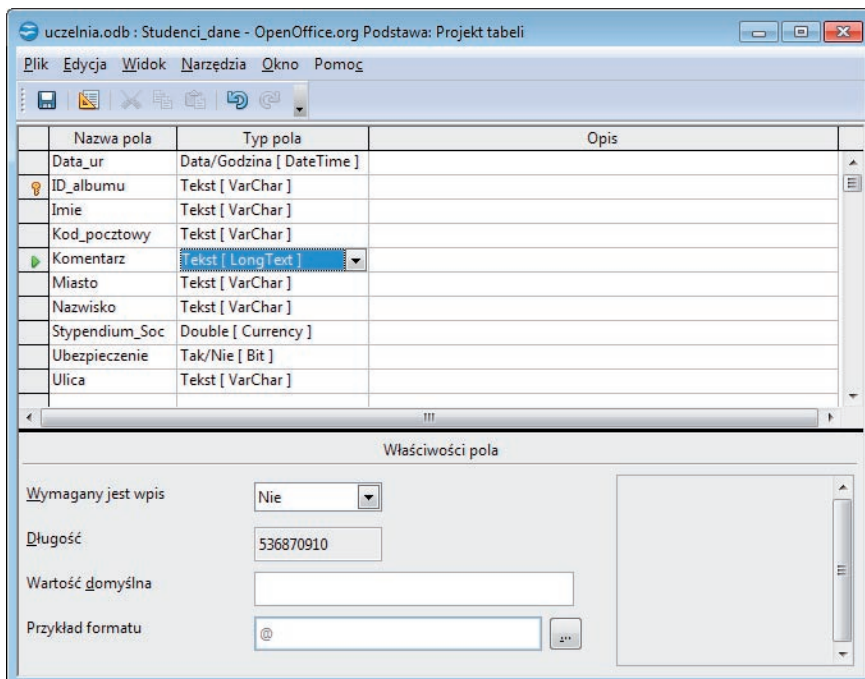 uczelnia.odb : Studenci_dane - OpenOffice.org Podstawa: Projekt tabeli
Plik Edycja Widok Narzędzia Okno Pomoc
Nazwa pola Typ pola Opis
Data_ur Data/Godzina [ DateTime ]
ID_albumu Tekst [ VarChar ]
Imie Tekst [ VarChar ]
Kod_pocztowy Tekst [ VarChar ]
Komentarz Tekst [ LongText ]
Miasto Tekst [ VarChar ]
Nazwisko Tekst [ VarChar ]
Stypendium_Soc Double [ Currency ]
Ubezpieczenie Tak/Nie [ Bit ]
Ulica Tekst [ VarChar ]
Właściwości pola
Wymagany jest wpis Nie
Długość 536870910
Wartość domyślna
Przykład formatu @ ...